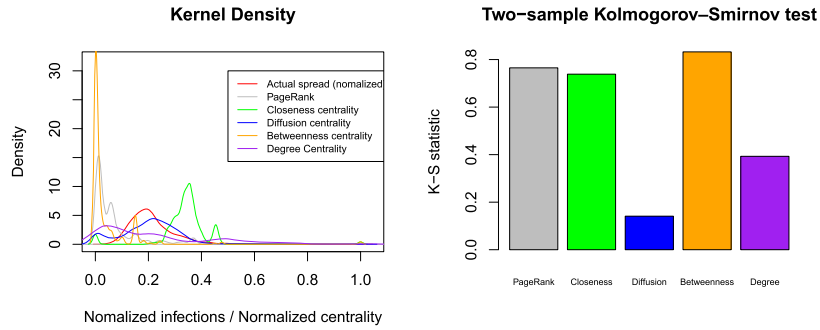 Kernel Density
Density
0 5 10 20 30
0.0 0.2 0.4 0.6 0.8 1.0
Nomalized infections / Normalized centrality
Actual spread (nomalized
PageRank
Closeness centrality
Diffusion centrality
Betweenness centrality
Degree Centrality
Two−sample Kolmogorov−Smirnov test
K−S statistic
0.0 0.2 0.4 0.6 0.8
PageRank Closeness Diffusion Betweenness Degree